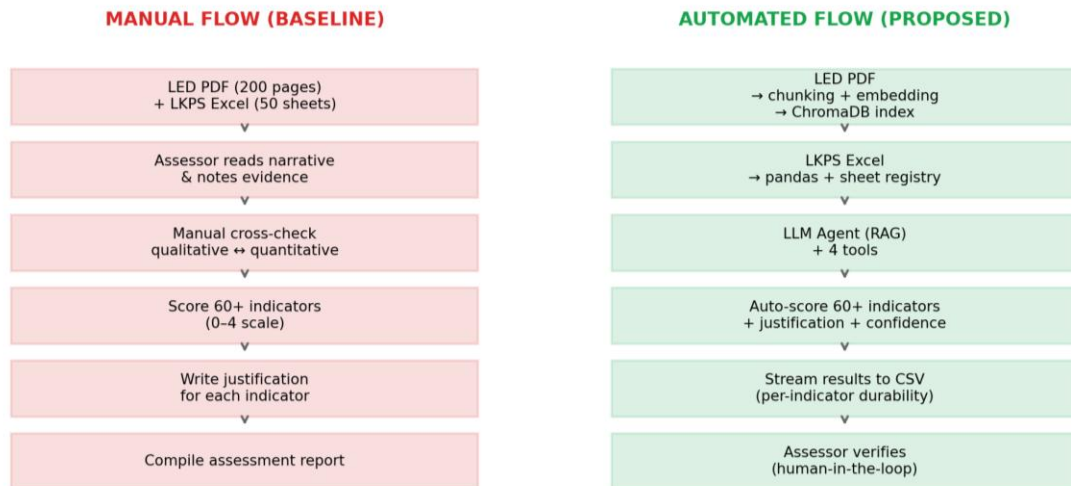 MANUAL FLOW (BASELINE)
LED PDF (200 pages)
+ LKPS Excel (50 sheets)
Assessor reads narrative
& notes evidence
Manual cross-check
qualitative ↔ quantitative
Score 60+ indicators
(0–4 scale)
Write justification
for each indicator
Compile assessment report
AUTOMATED FLOW (PROPOSED)
LED PDF
→ chunking + embedding
→ ChromaDB index
LKPS Excel
→ pandas + sheet registry
LLM Agent (RAG)
+ 4 tools
Auto-score 60+ indicators
+ justification + confidence
Stream results to CSV
(per-indicator durability)
Assessor verifies
(human-in-the-loop)